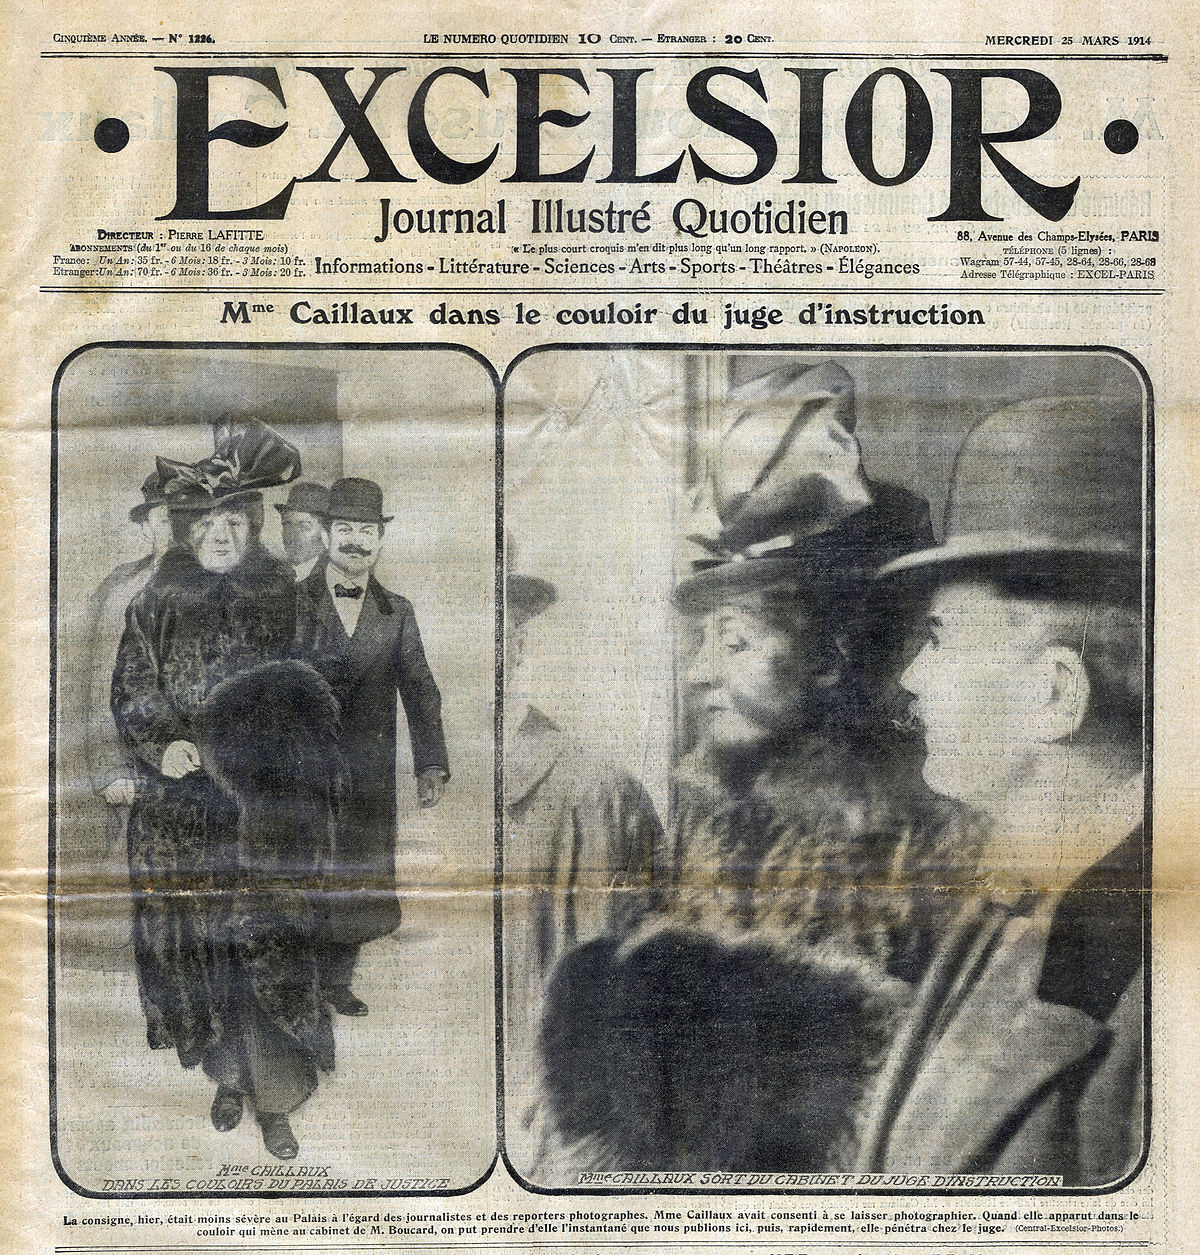 CINQUIÈME ANNÉE. — N° 1226.
LE NUMERO QUOTIDIEN 10 CENT. — ETRANGER : 20 CENT.
MERCREDI 25 MARS 1914
• EXCELSIOR •
Journal Illustré Quotidien
DIRECTEUR : PIERRE LAFITTE
ABONNEMENTS (du 1er ou du 16 de chaque mois)
France: Un An: 35 fr. - 6 Mois: 18 fr. - 3 Mois: 10 fr.
Etranger: Un An: 70 fr. - 6 Mois: 36 fr. - 3 Mois: 20 fr.
« Le plus court croquis m'en dit plus long qu'un long rapport. » (NAPOLEON).
Informations - Littérature - Sciences - Arts - Sports - Théâtres - Élégances
88, Avenue des Champs-Elysées, PARIS
TÉLÉPHONE (5 lignes) :
Wagram 57-44, 57-45, 28-64, 28-66, 28-68
Adresse Télégraphique : EXCEL-PARIS
Mme Caillaux dans le couloir du juge d'instruction
Mme CAILLAUX
DANS LES COULOIRS DU PALAIS DE JUSTICE
Mme CAILLAUX SORT DU CABINET DU JUGE D'INSTRUCTION
La consigne, hier, était moins sévère au Palais à l'égard des journalistes et des reporters photographes. Mme Caillaux avait consenti à se laisser photographier. Quand elle apparut dans le
couloir qui mène au cabinet de M. Boucard, on put prendre d'elle l'instantané que nous publions ici, puis, rapidement, elle pénétra chez le juge. (Central-Excelsior-Photos.)